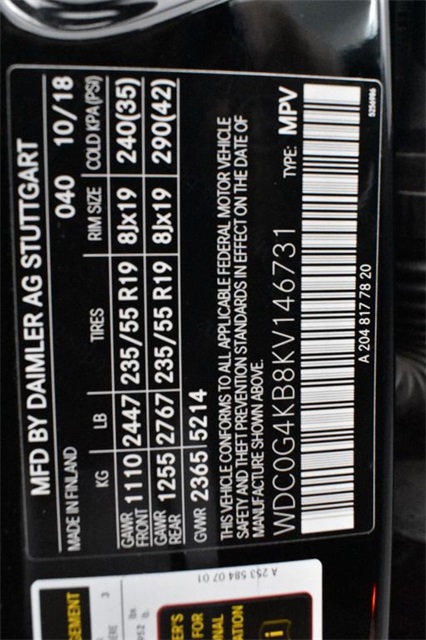 MFD BY DAIMLER AG STUTTGART
MADE IN FINLAND 040 10/18
KG LB TIRES RIM SIZE COLD KPA(PSI)
GAWR FRONT 1110 2447 235/55 R19 8Jx19 240(35)
GAWR REAR 1255 2767 235/55 R19 8Jx19 290(42)
GVWR 2365 5214
THIS VEHICLE CONFORMS TO ALL APPLICABLE FEDERAL MOTOR VEHICLE
SAFETY AND THEFT PREVENTION STANDARDS IN EFFECT ON THE DATE OF
MANUFACTURE SHOWN ABOVE.
TYPE: MPV
WDC0G4KB8KV146731
A 204 817 78 20
A 253 584 07 01